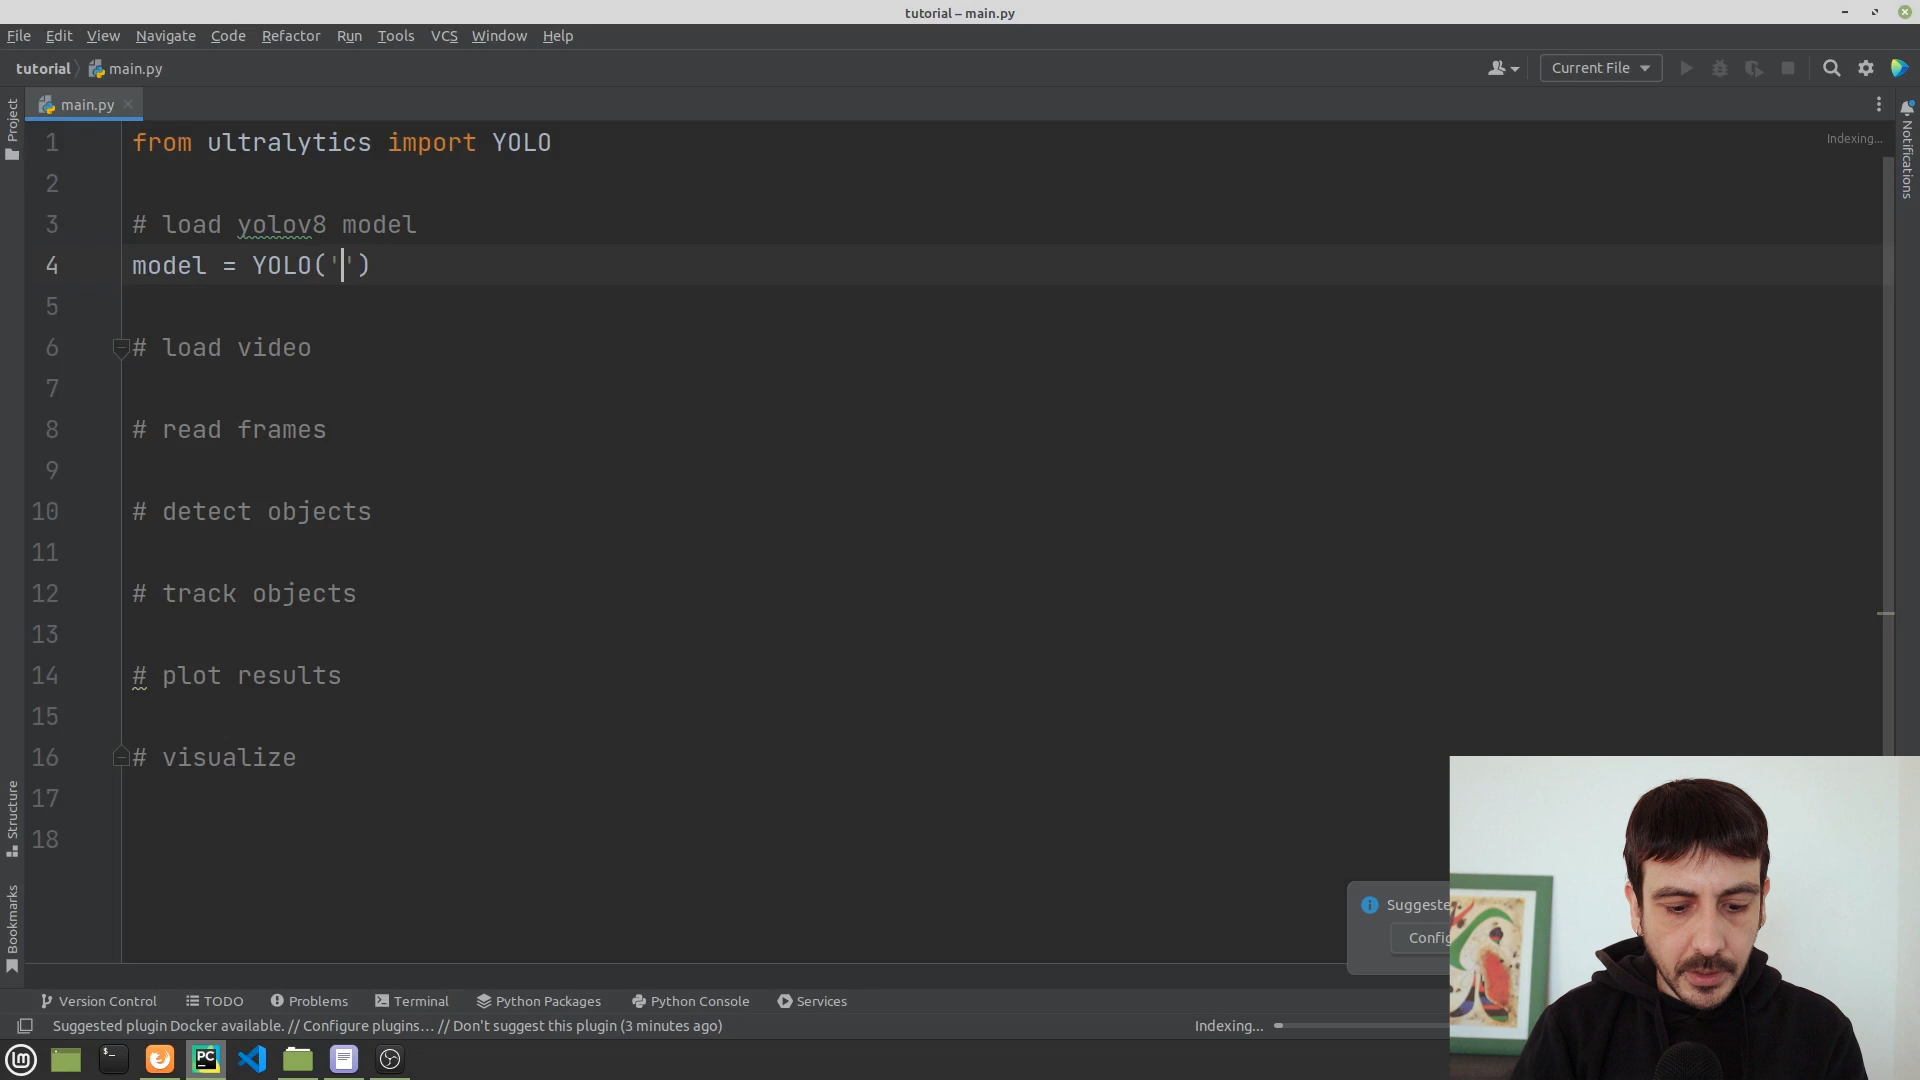 tutorial – main.py
File Edit View Navigate Code Refactor Run Tools VCS Window Help
tutorial main.py
Current File
main.py
Project
Notifications
Indexing...
1 from ultralytics import YOLO
2
3 # load yolov8 model
4 model = YOLO('')
5
6 # load video
7
8 # read frames
9
10 # detect objects
11
12 # track objects
13
14 # plot results
15
16 # visualize
17
18
Structure
Bookmarks
Suggeste
Config
Version Control TODO Problems Terminal Python Packages Python Console Services
Suggested plugin Docker available. // Configure plugins... // Don't suggest this plugin (3 minutes ago)
Indexing...
PC